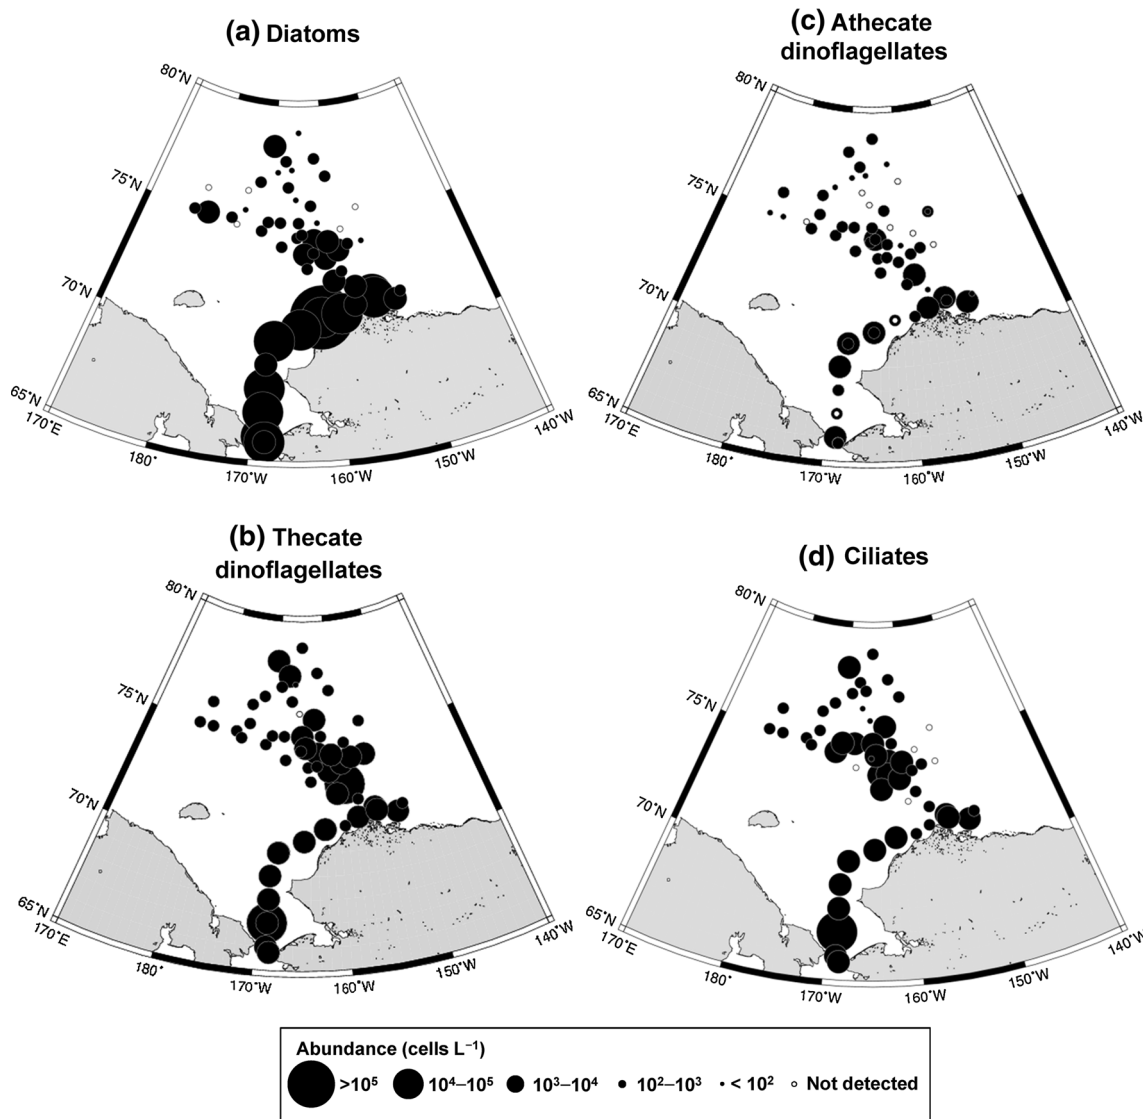 (a) Diatoms
80°N
75°N
70°N
65°N
170°E
180°
170°W
160°W
150°W
140°W
(c) Athecate
dinoflagellates
80°N
75°N
70°N
65°N
170°E
180°
170°W
160°W
150°W
140°W
(b) Thecate
dinoflagellates
80°N
75°N
70°N
65°N
170°E
180°
170°W
160°W
150°W
140°W
(d) Ciliates
80°N
75°N
70°N
65°N
170°E
180°
170°W
160°W
150°W
140°W
Abundance (cells L⁻¹)
>10⁵ 10⁴–10⁵ 10³–10⁴ 10²–10³ < 10² Not detected